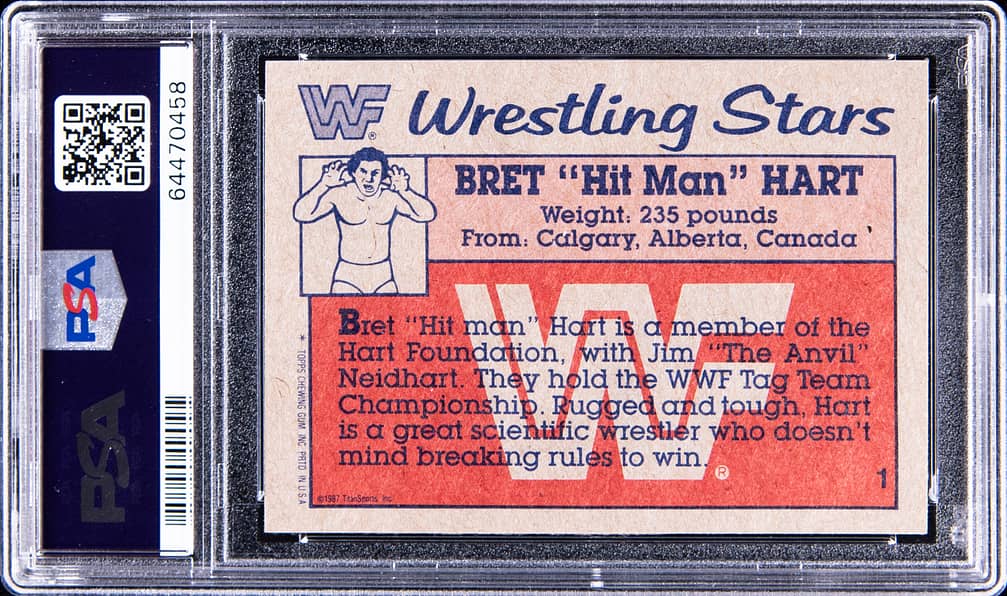 64470458
PSA
PSA
WF
®
Wrestling Stars
BRET "Hit Man" HART
Weight: 235 pounds
From: Calgary, Alberta, Canada
WF
®
Bret "Hit man" Hart is a member of the
Hart Foundation, with Jim "The Anvil"
Neidhart. They hold the WWF Tag Team
Championship. Rugged and tough, Hart
is a great scientific wrestler who doesn't
mind breaking rules to win.
1
©1987 TitanSports, Inc.
* TOPPS CHEWING GUM, INC. PRTD. IN U.S.A.